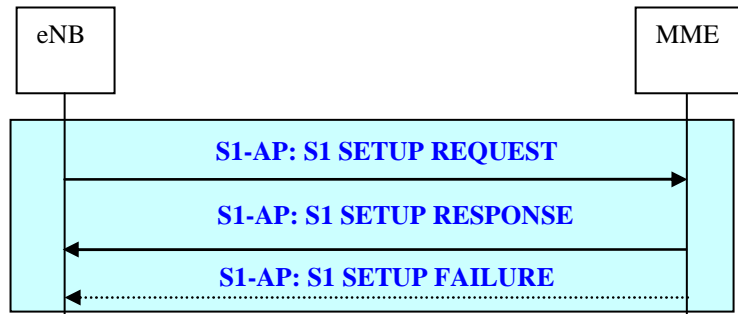 eNB
MME
S1-AP: S1 SETUP REQUEST
S1-AP: S1 SETUP RESPONSE
S1-AP: S1 SETUP FAILURE